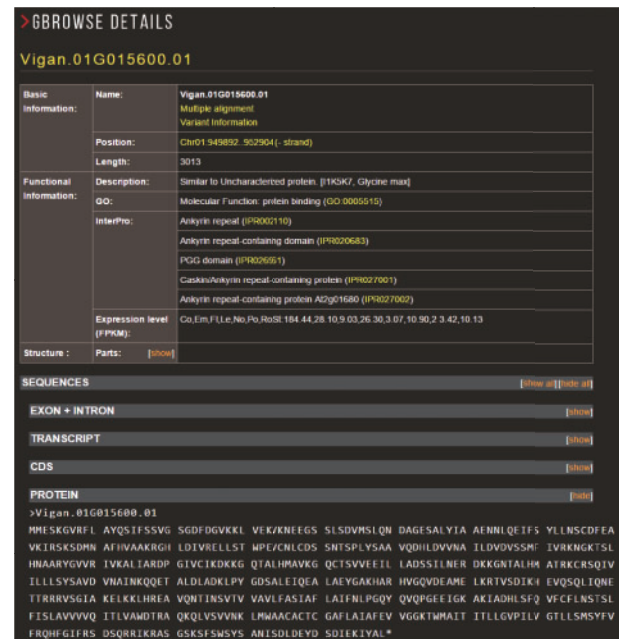 >GBROWSE DETAILS
Vigan.01G015600.01
Basic Information: Name: Vigan.01G015600.01
Multiple alignment
Variant Information
Position: Chr01:949892..952904(- strand)
Length: 3013
Functional Information: Description: Similar to Uncharacterized protein. [I1K5K7, Glycine max]
GO: Molecular Function: protein binding (GO:0005515)
InterPro: Ankyrin repeat (IPR002110)
Ankyrin repeat-containing domain (IPR020683)
PGG domain (IPR026961)
Caskin/Ankyrin repeat-containing protein (IPR027001)
Ankyrin repeat-containing protein At2g01680 (IPR027002)
Expression level (FPKM): Co,Em,Fl,Le,No,Po,RoSt:184.44,28.10,9.03,26.30,3.07,10.90,2 3.42,10.13
Structure : Parts: [show]
SEQUENCES [show all][hide all]
EXON + INTRON [show]
TRANSCRIPT [show]
CDS [show]
PROTEIN [hide]
>Vigan.01G015600.01
MMESKGVRFL AYQSIFSSVG SGDFDGVKKL VEK/KNEEGS SLSDVMSLQN DAGESALYIA AENNLQEIFS YLLNSCDFEA
VKIRSKSDMN AFHVAAKRGH LDIVRELLST WPE/CNLCDS SNTSPLYSAA VQDHLDVVNA ILDVDVSSMF IVRKNGKTSL
HNAARYGVVR IVKALIARDP GIVCIKDKKG QTALHMAVKG QCTSVVEEIL LADSSILNER DKKGNTALHM ATRKCRSQIV
ILLLSYSAVD VNAINKQQET ALDLADKLPY GDSALEIQEA LAEYGAKHAR HVGQVDEAME LKRTVSDIKH EVQSQLIQNE
TTRRRVSGIA KELKKLHREA VQNTINSVTV VAVLFASIAF LAIFNLPGQY QVQPGEEIGK AKIADHLSFQ VFCFLNSTSL
FISLAVVVVQ ITLVAWDTRA QKQLVSVVNK LMWAACACTC GAFLAIAFEV VGGKTWMAIT ITLLGVPILV GTLLSMSYFV
FRQHFGIFRS DSQRRIKRAS GSKSFSWSYS ANISDLDEYD SDIEKIYAL*